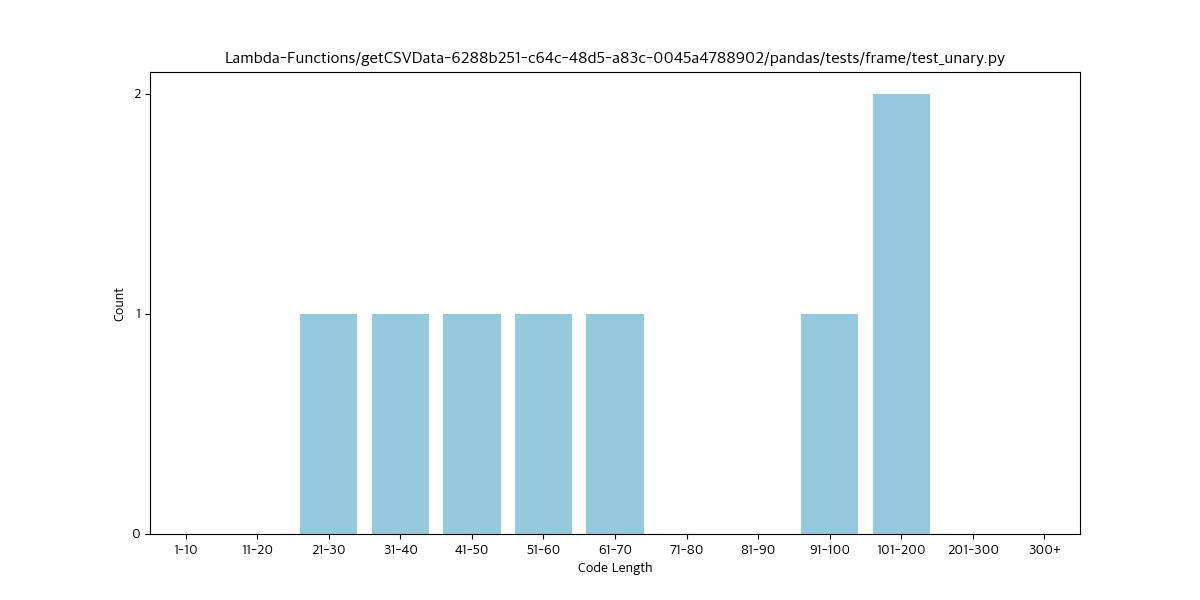 Lambda-Functions/getCSVData-6288b251-c64c-48d5-a83c-0045a4788902/pandas/tests/frame/test_unary.py
2
1
0
Count
1-10 11-20 21-30 31-40 41-50 51-60 61-70 71-80 81-90 91-100 101-200 201-300 300+
Code Length